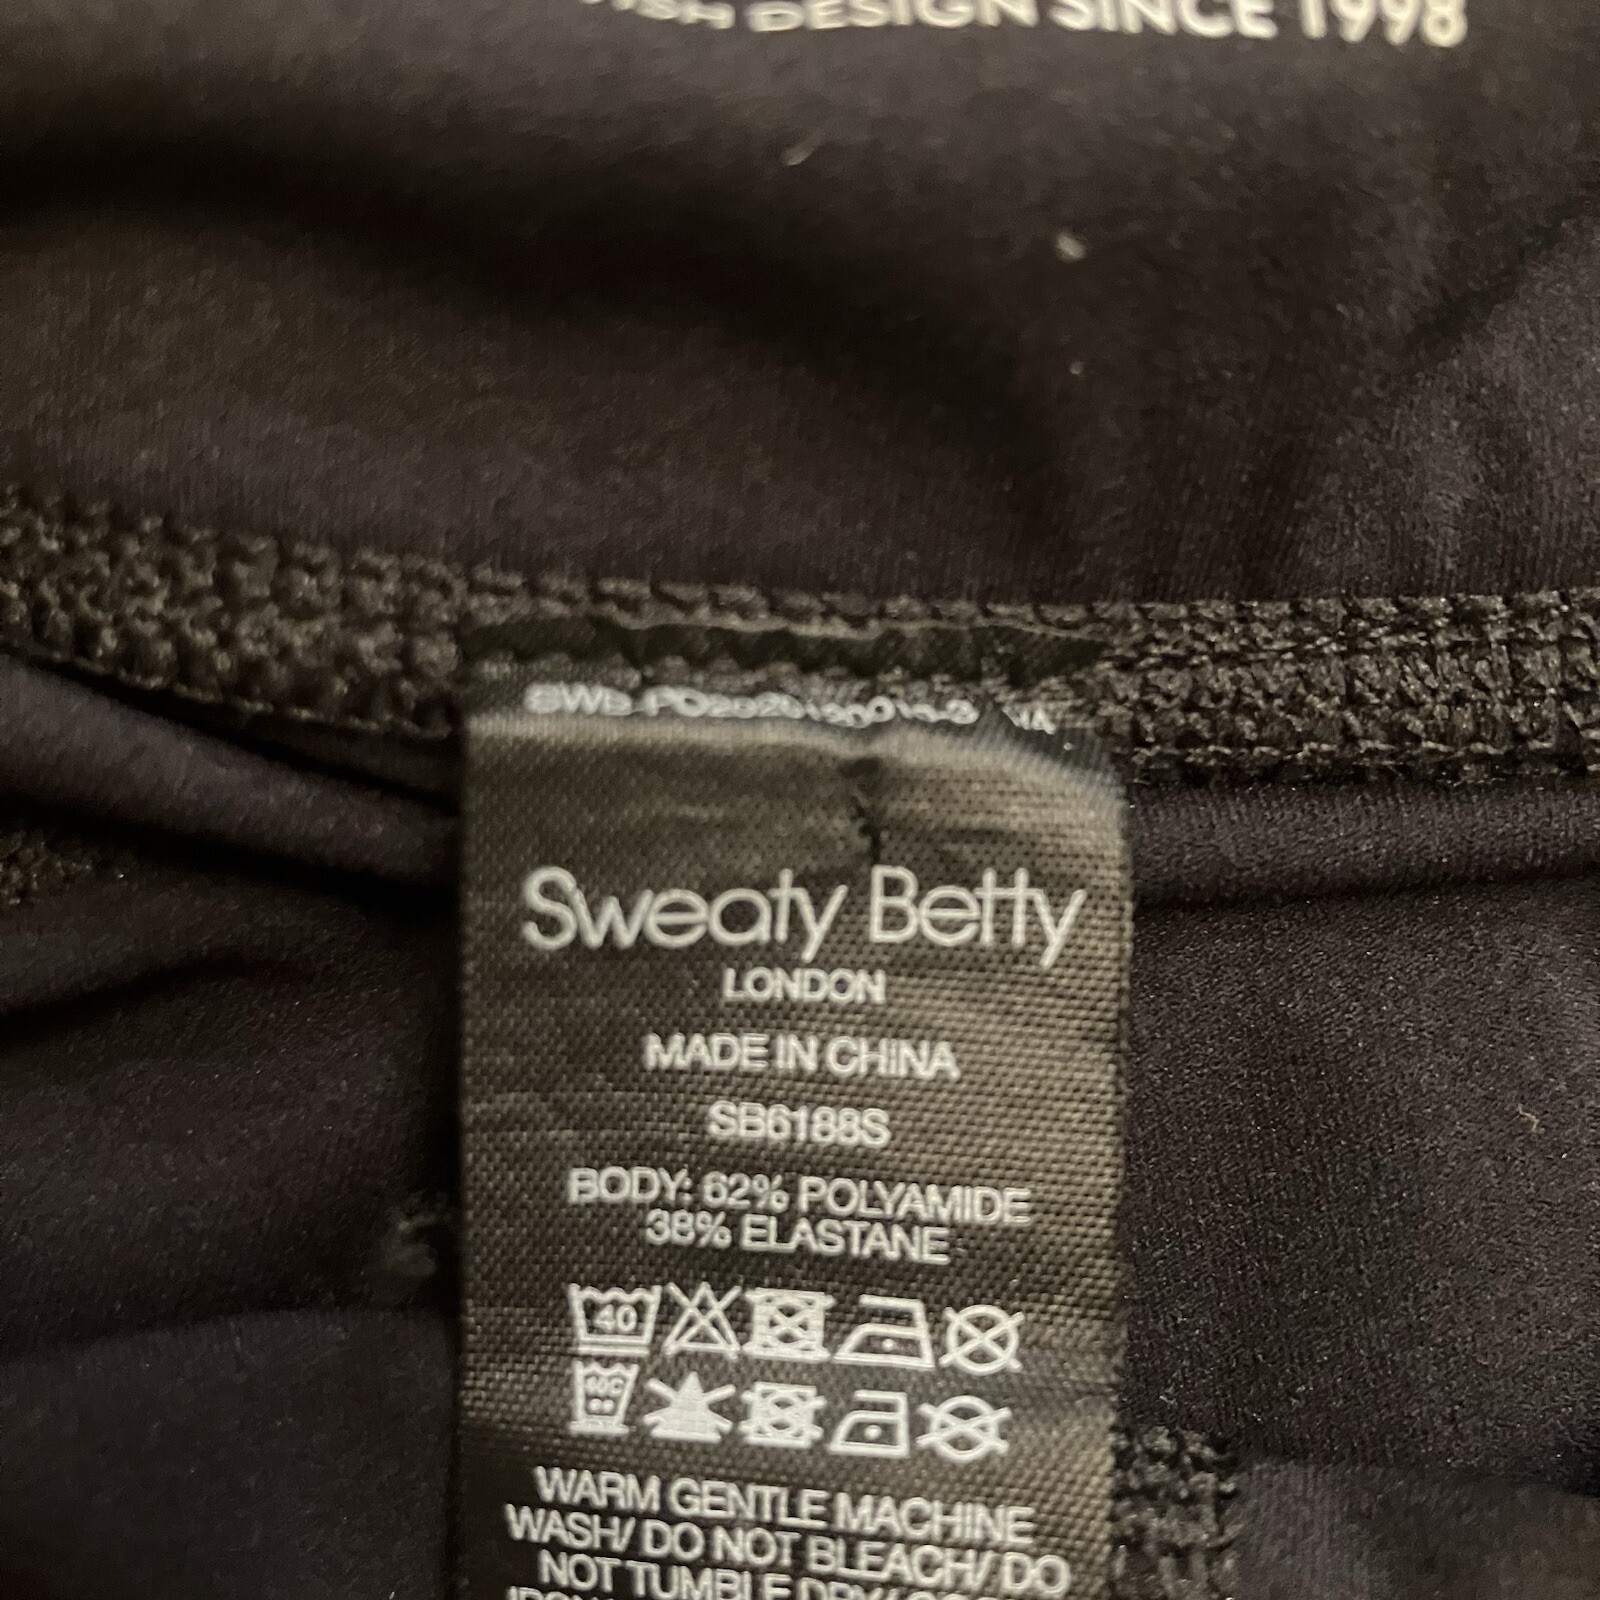 DESIGN SINCE 1998
Sweaty Betty
LONDON
MADE IN CHINA
SB6188S
BODY: 62% POLYAMIDE
38% ELASTANE
40
40C
WARM GENTLE MACHINE
WASH/ DO NOT BLEACH/ DO
NOT TUMBLE DRY/